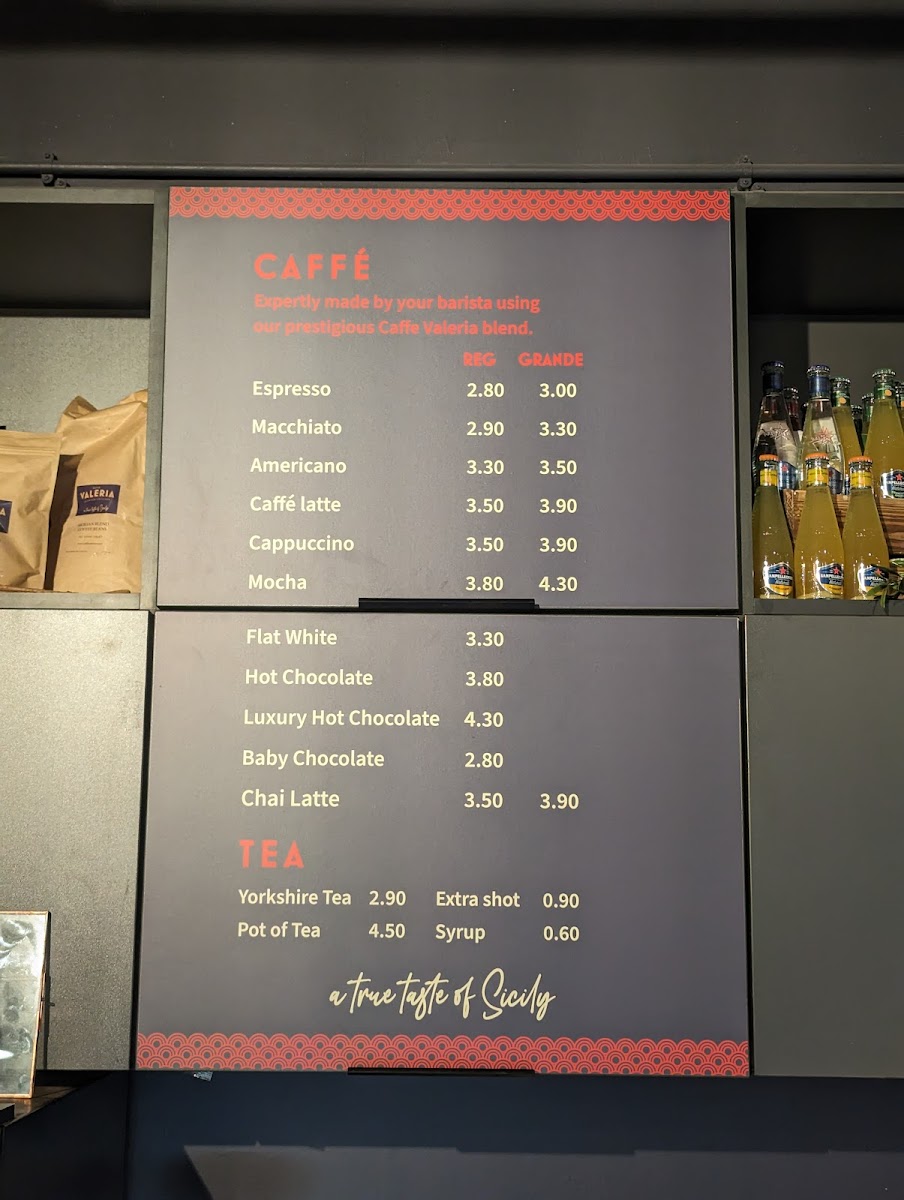 CAFFÉ
Expertly made by your barista using
our prestigious Caffe Valeria blend.
REG GRANDE
Espresso 2.80 3.00
Macchiato 2.90 3.30
Americano 3.30 3.50
Caffé latte 3.50 3.90
Cappuccino 3.50 3.90
Mocha 3.80 4.30
Flat White 3.30
Hot Chocolate 3.80
Luxury Hot Chocolate 4.30
Baby Chocolate 2.80
Chai Latte 3.50 3.90
TEA
Yorkshire Tea 2.90 Extra shot 0.90
Pot of Tea 4.50 Syrup 0.60
a true taste of Sicily
VALERIA